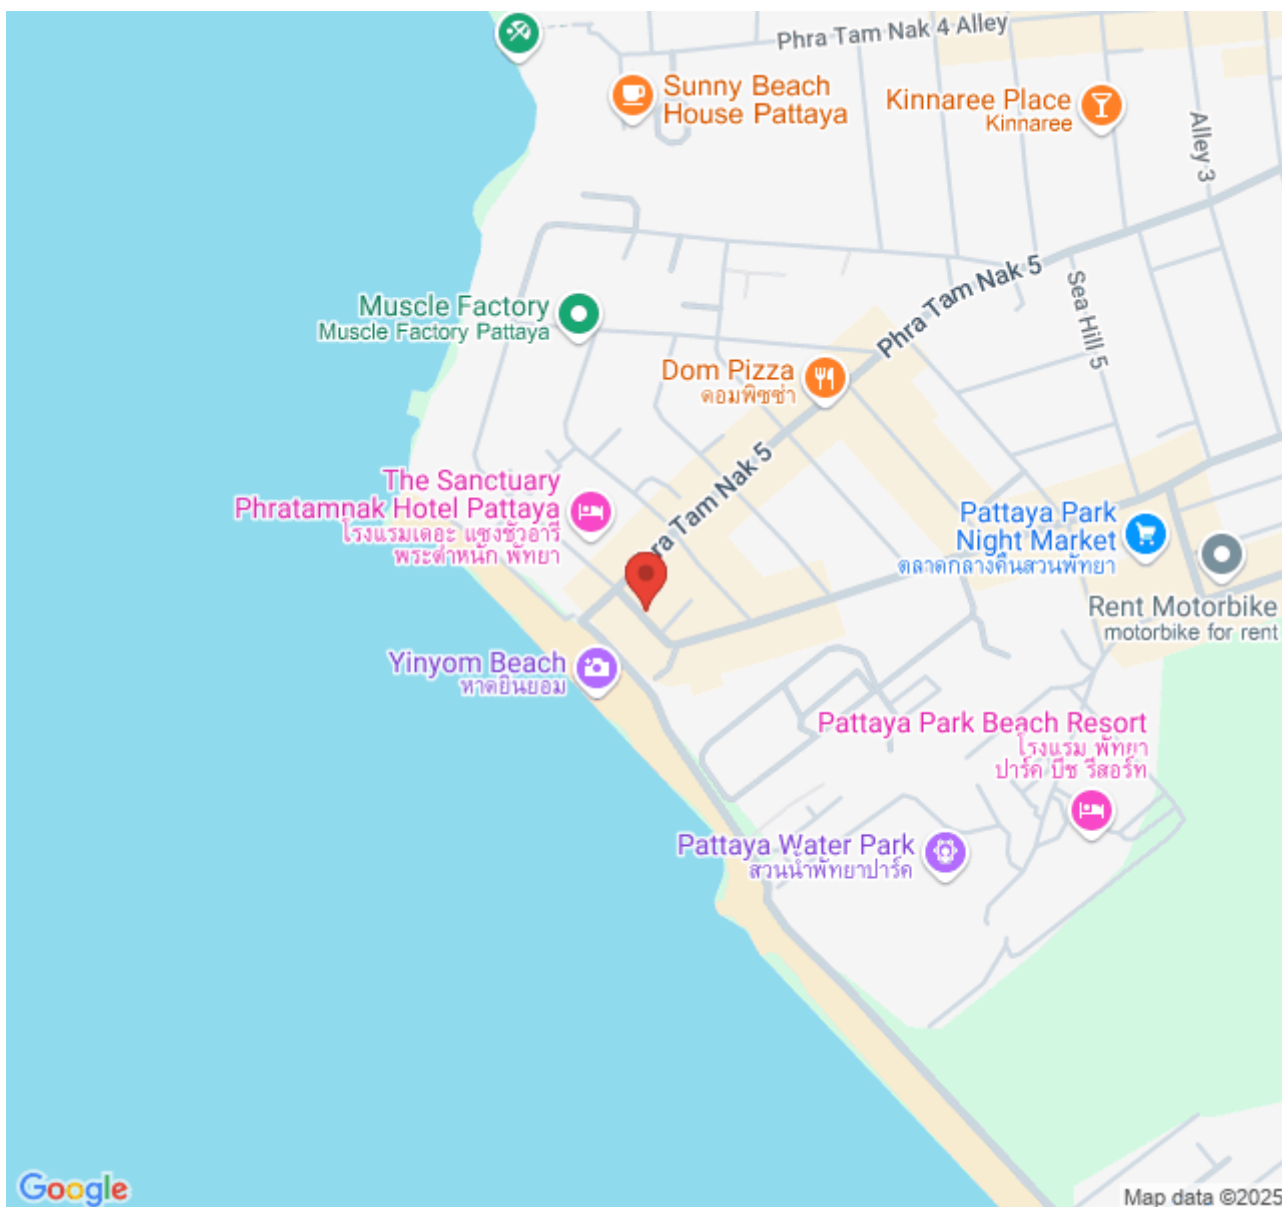 Phra Tam Nak 4 Alley
Sunny Beach
House Pattaya
Kinnaree Place
Kinnaree
Alley 3
Phra Tam Nak 5
Sea Hill 5
Muscle Factory
Muscle Factory Pattaya
Dom Pizza
ดอมพิซซ่า
Tam Nak 5
The Sanctuary
Phratamnak Hotel Pattaya
โรงแรมเดอะ แซงชัวอารี
พระตำหนัก พัทยา
Pattaya Park
Night Market
ตลาดกลางคืนสวนพัทยา
Rent Motorbike
motorbike for rent
Yinyom Beach
หาดยินยอม
Pattaya Park Beach Resort
โรงแรม พัทยา
ปาร์ค บีช รีสอร์ท
Pattaya Water Park
สวนน้ำพัทยาปาร์ค
Google
Map data ©2025